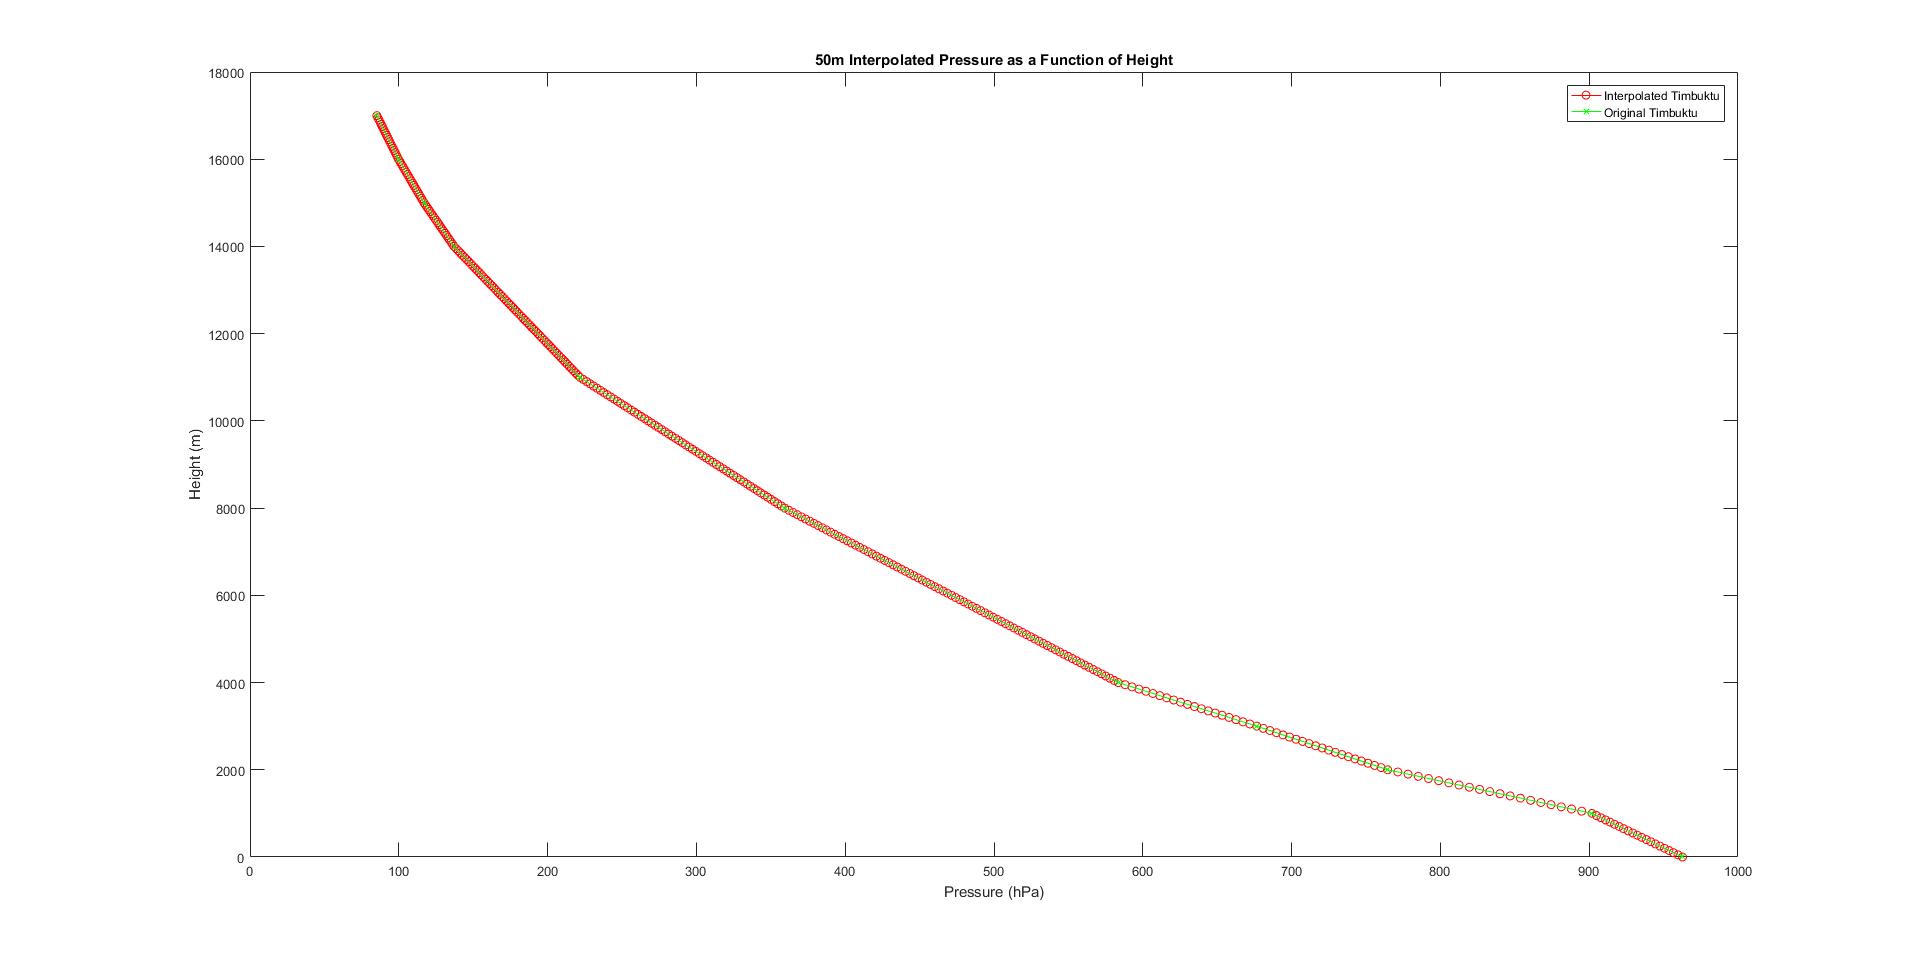 50m Interpolated Pressure as a Function of Height
18000
16000
14000
12000
10000
8000
6000
4000
2000
0
Height (m)
Interpolated Timbuktu
Original Timbuktu
0 100 200 300 400 500 600 700 800 900 1000
Pressure (hPa)